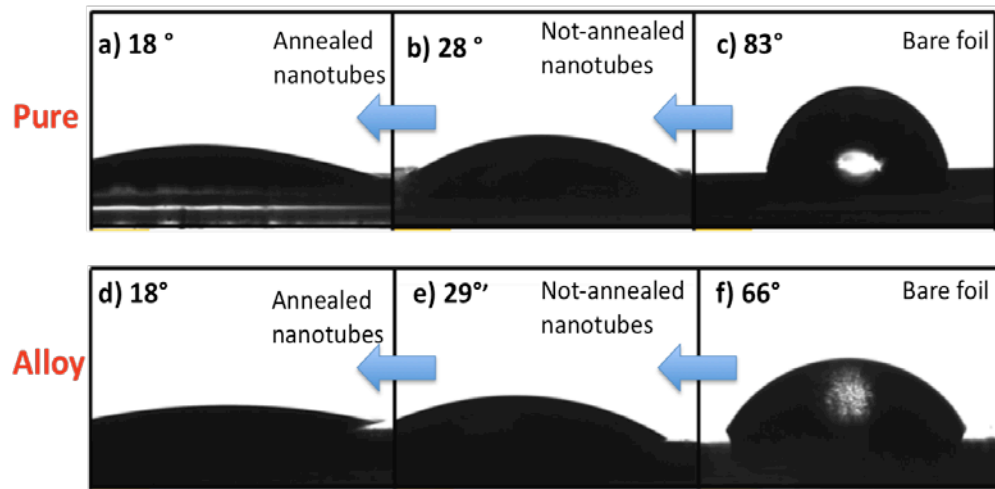 Pure
a) 18 °
Annealed
nanotubes
b) 28 °
Not-annealed
nanotubes
c) 83°
Bare foil
Alloy
d) 18°
Annealed
nanotubes
e) 29°’
Not-annealed
nanotubes
f) 66°
Bare foil